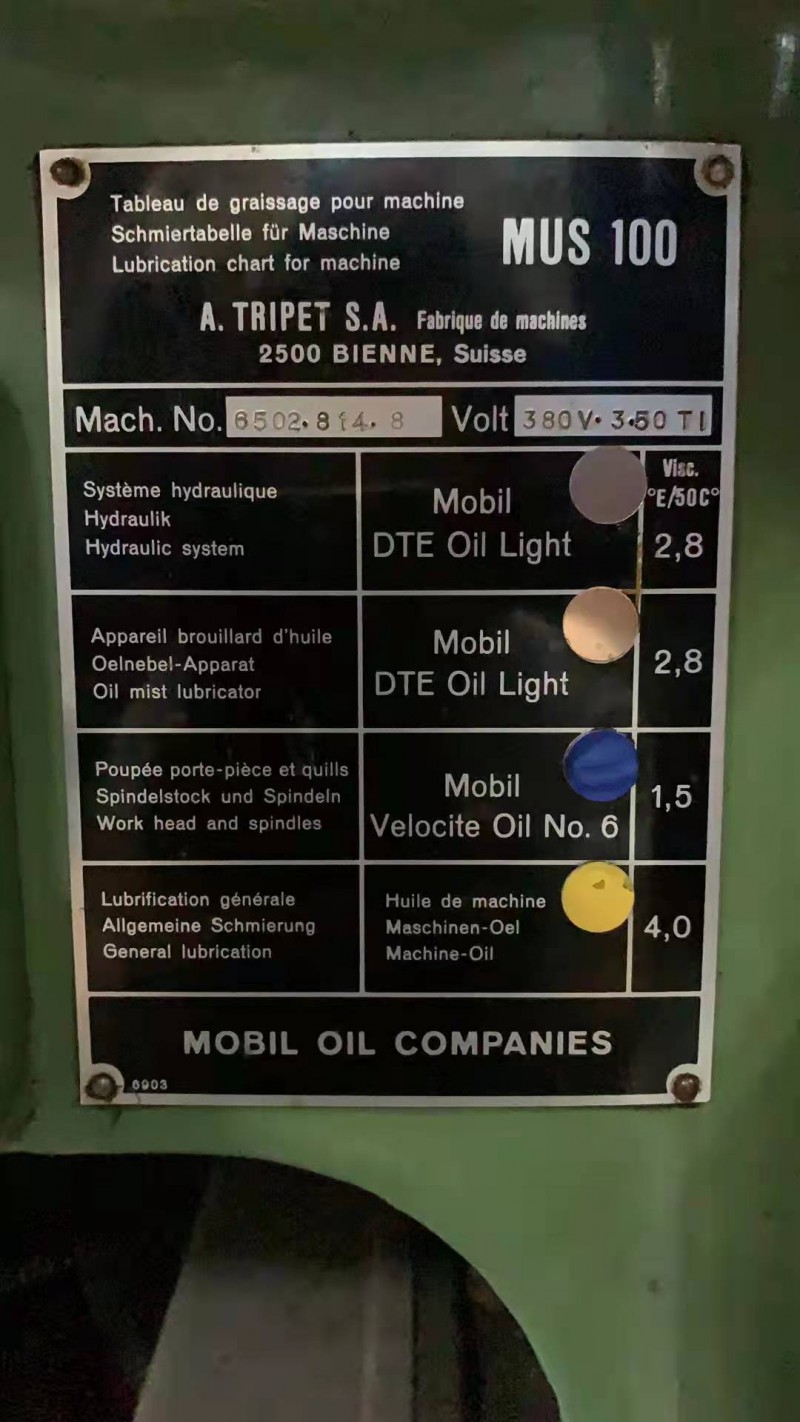 Tableau de graissage pour machine
Schmiertabelle für Maschine
Lubrication chart for machine
MUS 100
A. TRIPET S.A. Fabrique de machines
2500 BIENNE, Suisse
Mach. No. 6502.814.8 Volt 380V·3·50 TI
Visc.
°E/50C°
Système hydraulique
Hydraulik
Hydraulic system
Mobil
DTE Oil Light
2,8
Appareil brouillard d'huile
Oelnebel-Apparat
Oil mist lubricator
Mobil
DTE Oil Light
2,8
Poupée porte-pièce et quills
Spindelstock und Spindeln
Work head and spindles
Mobil
Velocite Oil No. 6
1,5
Lubrification générale
Allgemeine Schmierung
General lubrication
Huile de machine
Maschinen-Oel
Machine-Oil
4,0
MOBIL OIL COMPANIES
6903